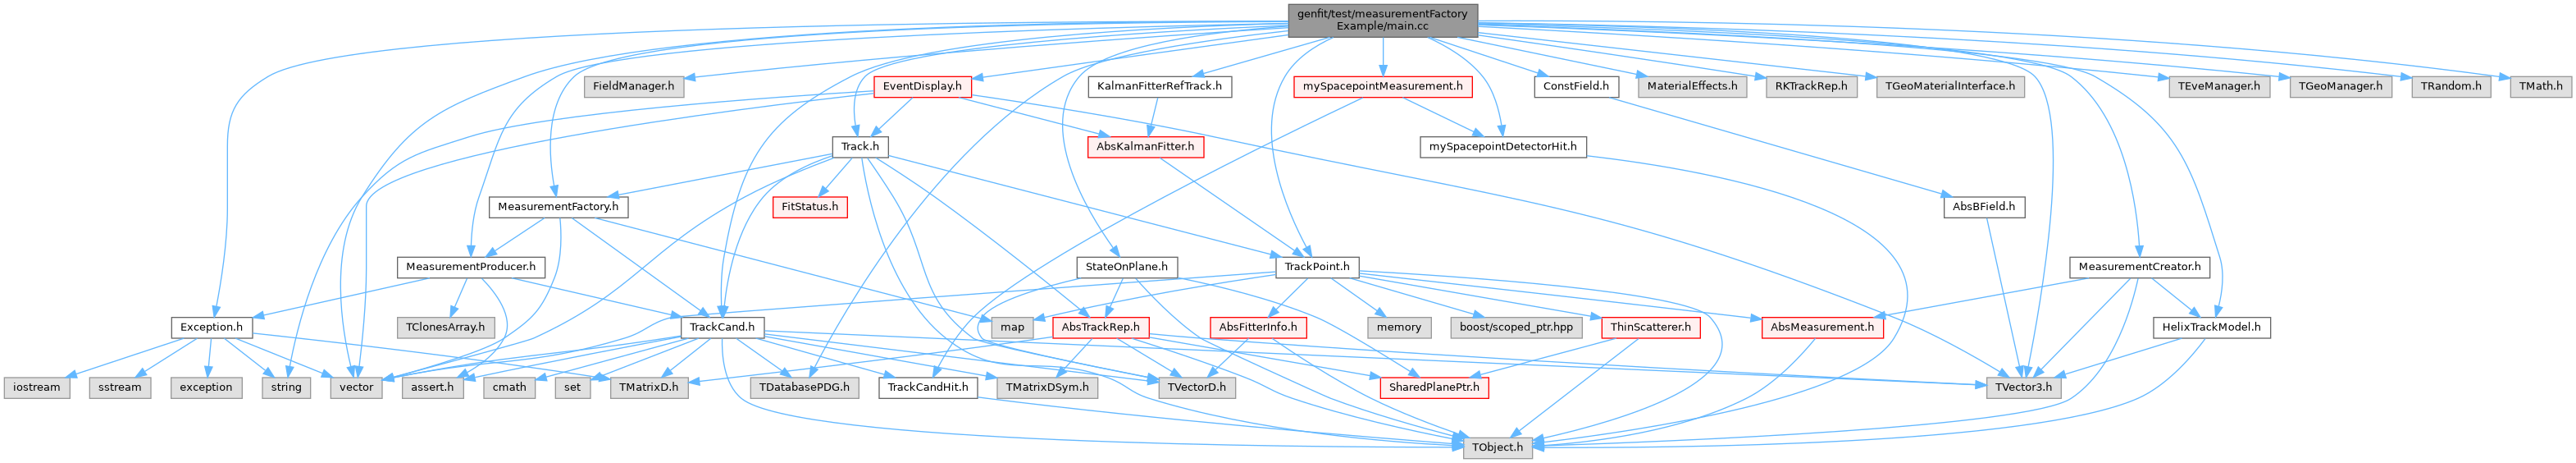 genfit/test/measurementFactory
Example/main.cc
FieldManager.h
EventDisplay.h
KalmanFitterRefTrack.h
mySpacepointMeasurement.h
ConstField.h
MaterialEffects.h
RKTrackRep.h
TGeoMaterialInterface.h
TEveManager.h
TGeoManager.h
TRandom.h
TMath.h
Track.h
AbsKalmanFitter.h
mySpacepointDetectorHit.h
MeasurementFactory.h
FitStatus.h
AbsBField.h
MeasurementProducer.h
StateOnPlane.h
TrackPoint.h
MeasurementCreator.h
Exception.h
TClonesArray.h
TrackCand.h
map
AbsTrackRep.h
AbsFitterInfo.h
memory
boost/scoped_ptr.hpp
ThinScatterer.h
AbsMeasurement.h
HelixTrackModel.h
iostream
sstream
exception
string
vector
assert.h
cmath
set
TMatrixD.h
TDatabasePDG.h
TrackCandHit.h
TMatrixDSym.h
TVectorD.h
SharedPlanePtr.h
TVector3.h
TObject.h